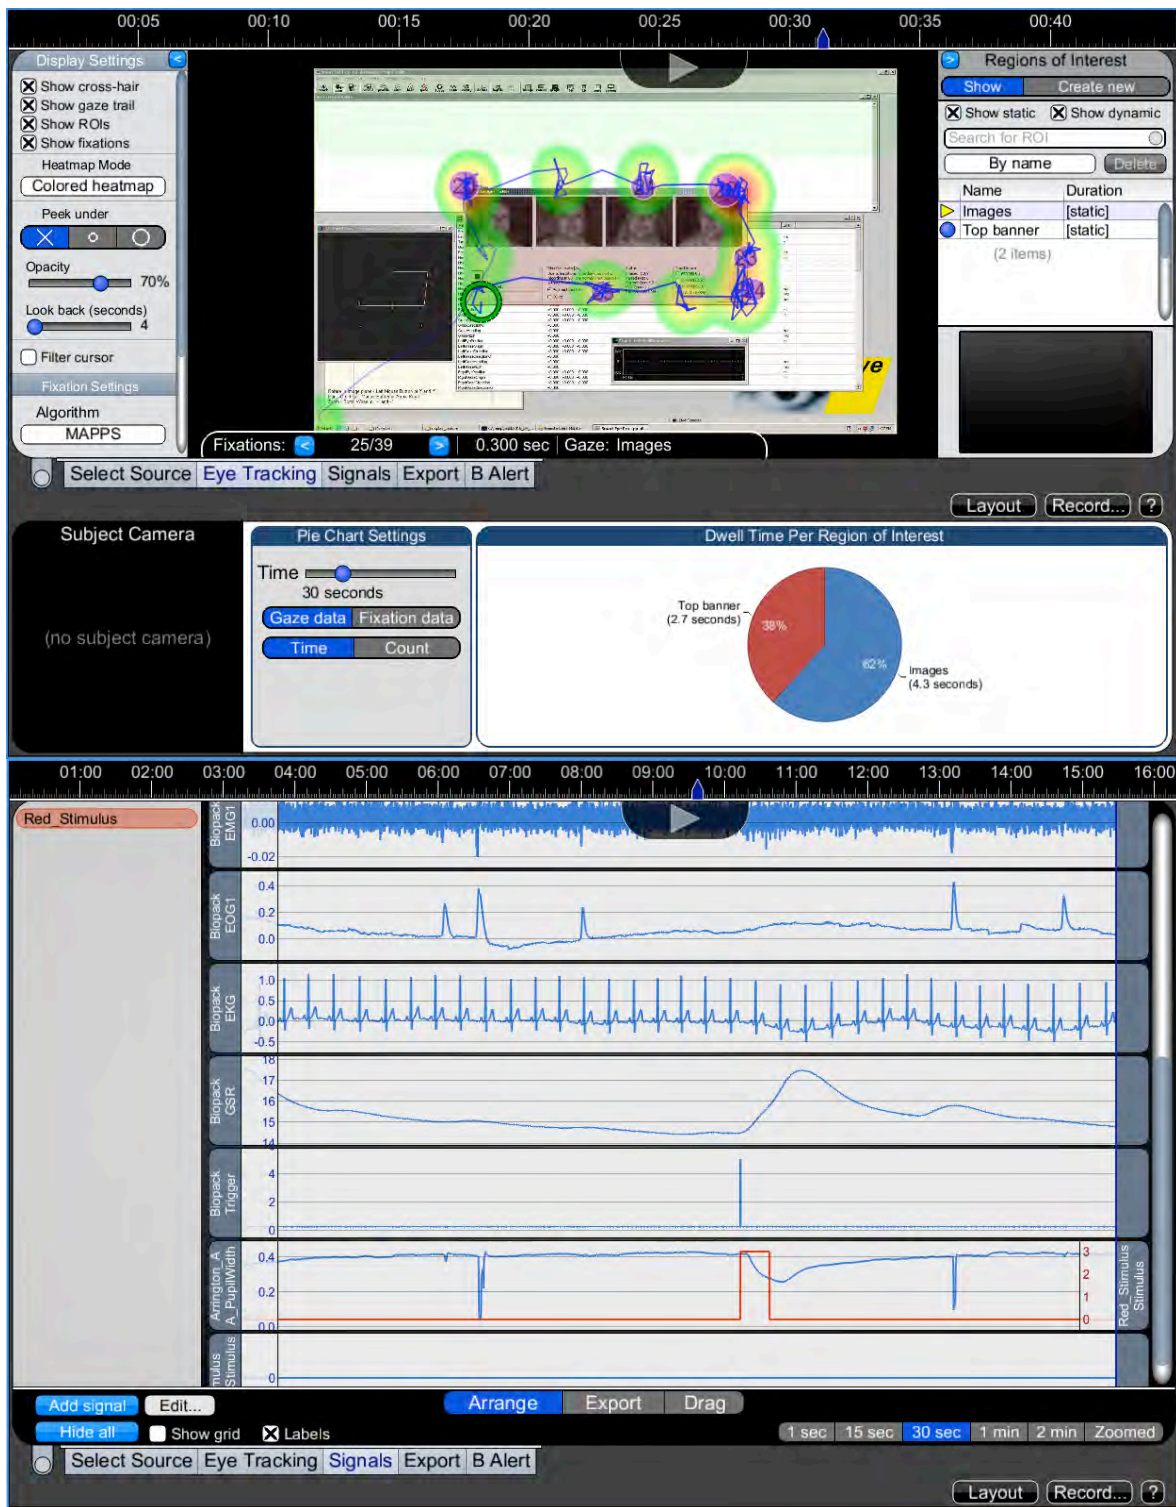 00:05 00:10 00:15 00:20 00:25 00:30 00:35 00:40
Display Settings
Show cross-hair
Show gaze trail
Show ROIs
Show fixations
Heatmap Mode
Colored heatmap
Peek under
Opacity
70%
Look back (seconds)
4
Filter cursor
Fixation Settings
Algorithm
MAPPS
Fixations: < 25/39 > 0.300 sec Gaze: Images
Regions of Interest
Show Create new
Show static Show dynamic
Search for ROI
By name Delete
Name Duration
Images [static]
Top banner [static]
(2 items)
Select Source Eye Tracking Signals Export B Alert
Layout Record... ?
Subject Camera
(no subject camera)
Pie Chart Settings
Time
30 seconds
Gaze data Fixation data
Time Count
Dwell Time Per Region of Interest
Top banner
(2.7 seconds)
38%
62%
Images
(4.3 seconds)
01:00 02:00 03:00 04:00 05:00 06:00 07:00 08:00 09:00 10:00 11:00 12:00 13:00 14:00 15:00 16:00
Red_Stimulus
Biopack
EMG1
0.00
-0.02
Biopack
EOG1
0.4
0.2
0.0
Biopack
EKG
1.0
0.5
0.0
-0.5
Biopack
GSR
18
17
16
15
14
Biopack
Trigger
4
2
0
Arrington_A
A_PupilWidth
0.4
0.2
0.0
3
2
1
0
Red_Stimulus
Stimulus
mulus
Stimulus
0
Add signal Edit... Arrange Export Drag
Hide all Show grid Labels 1 sec 15 sec 30 sec 1 min 2 min Zoomed
Select Source Eye Tracking Signals Export B Alert
Layout Record... ?